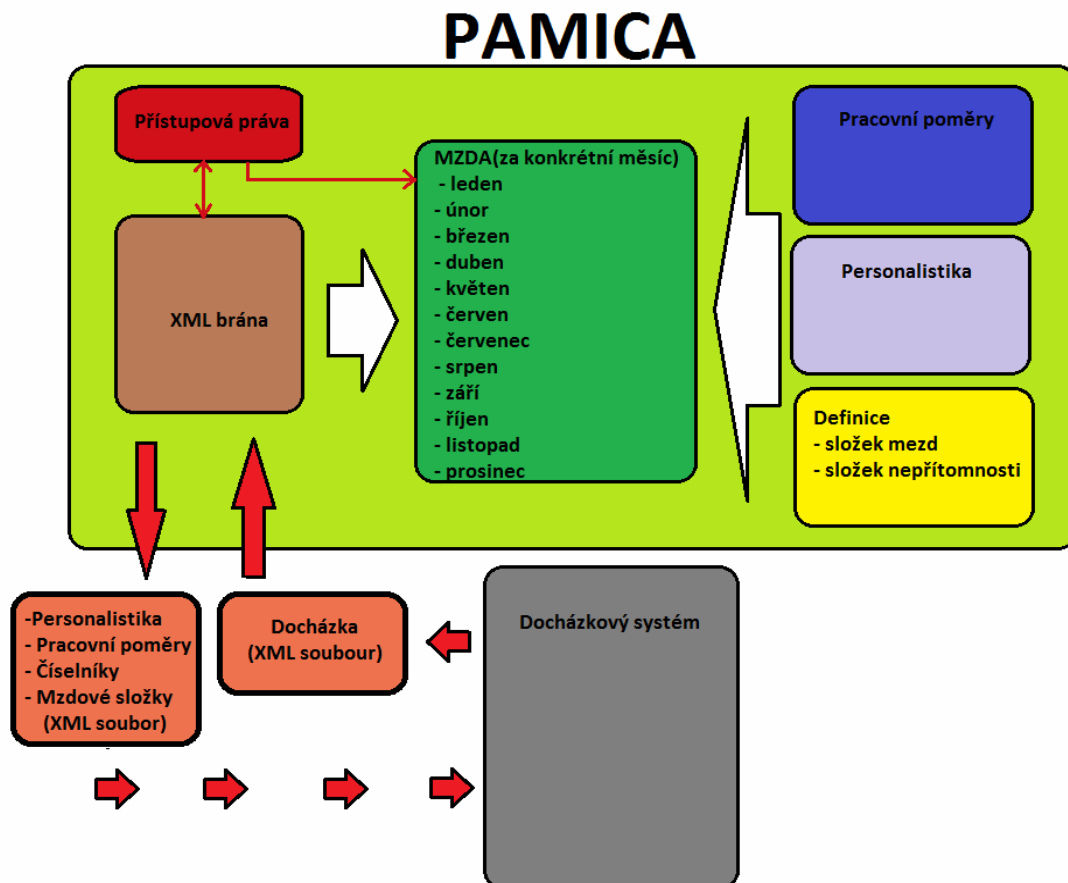 PAMICA
Přístupová práva
XML brána
MZDA(za konkrétní měsíc)
- leden
- únor
- březen
- duben
- květen
- červen
- červenec
- srpen
- září
- říjen
- listopad
- prosinec
Pracovní poměry
Personalistika
Definice
- složek mezd
- složek nepřítomnosti
-Personalistika
- Pracovní poměry
- Číselníky
- Mzdové složky
(XML soubor)
Docházka
(XML soubour)
Docházkový systém